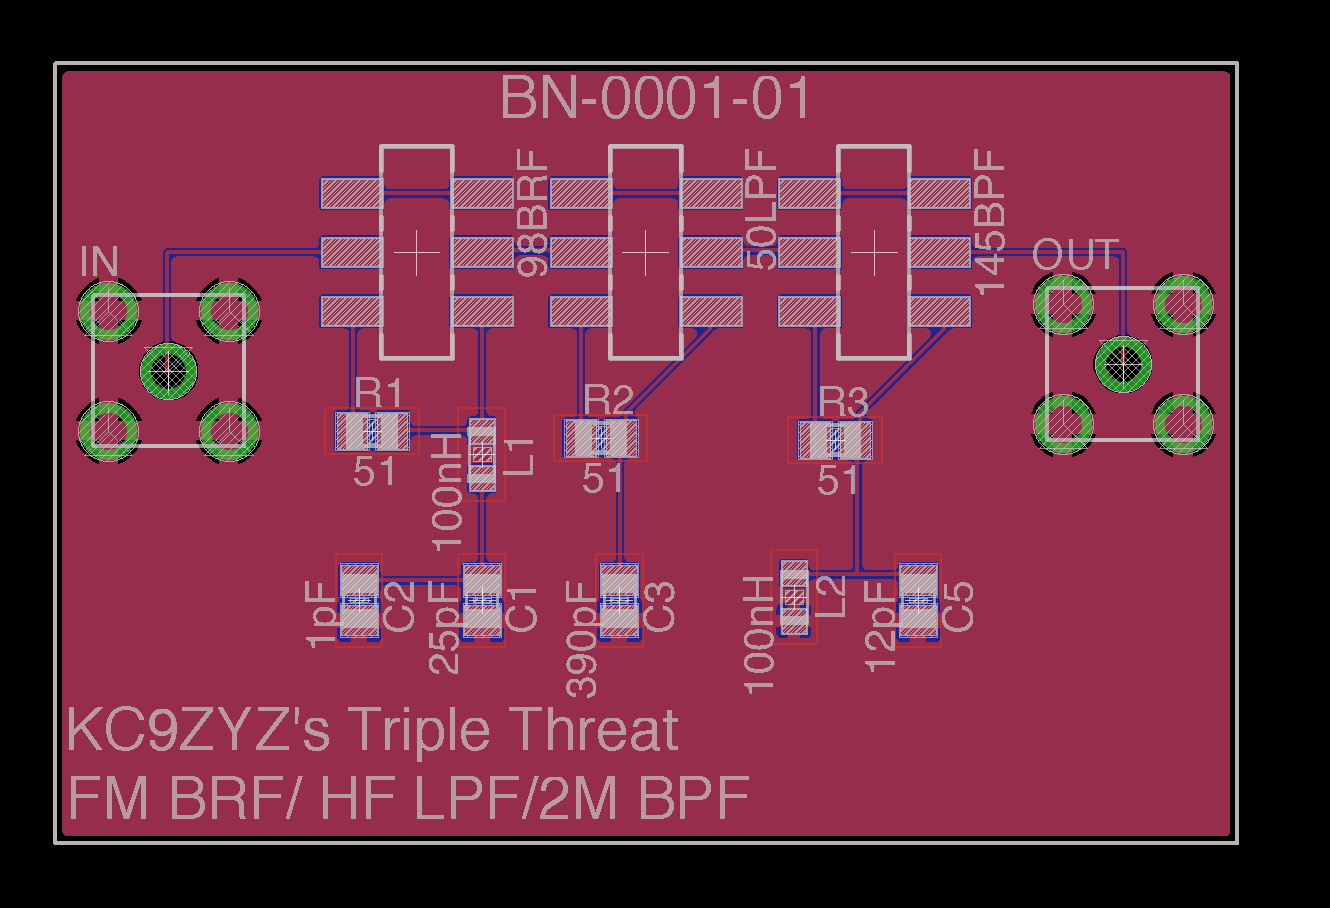 BN-0001-01
98BRF
50LPF
145BPF
IN
OUT
R1
51
R2
51
R3
51
100nH
L1
1pF
C2
25pF
C1
390pF
C3
100nH
L2
12pF
C5
KC9ZYZ's Triple Threat
FM BRF/ HF LPF/2M BPF